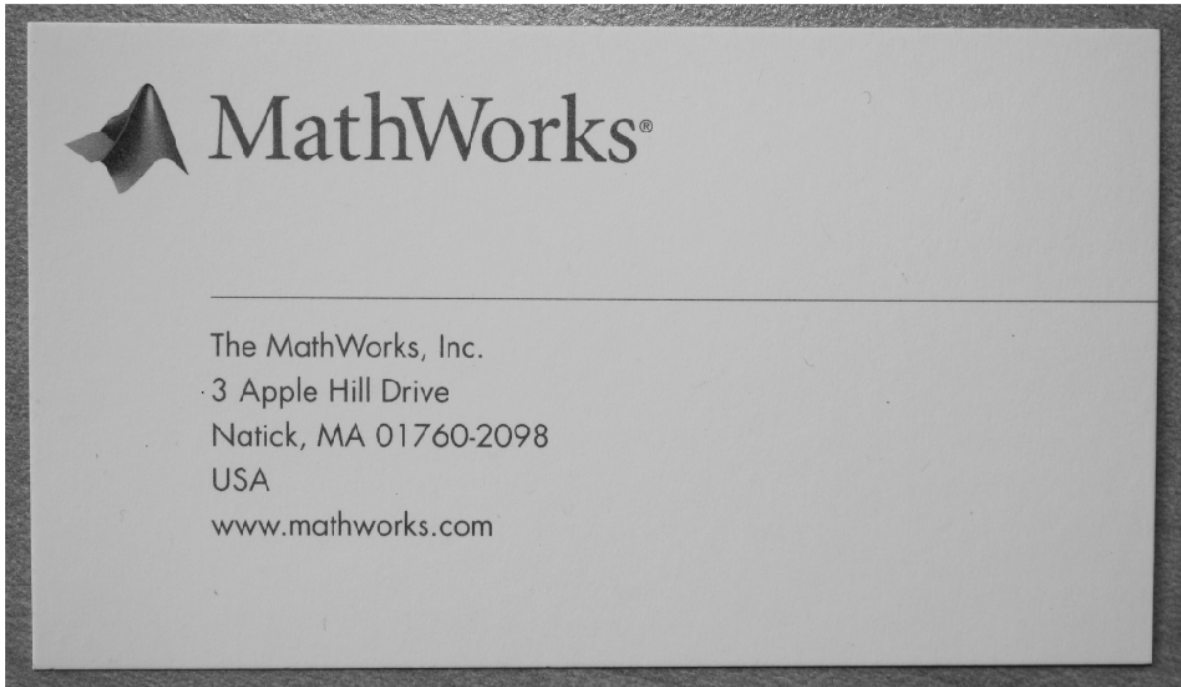 MathWorks®
The MathWorks, Inc.
3 Apple Hill Drive
Natick, MA 01760-2098
USA
www.mathworks.com